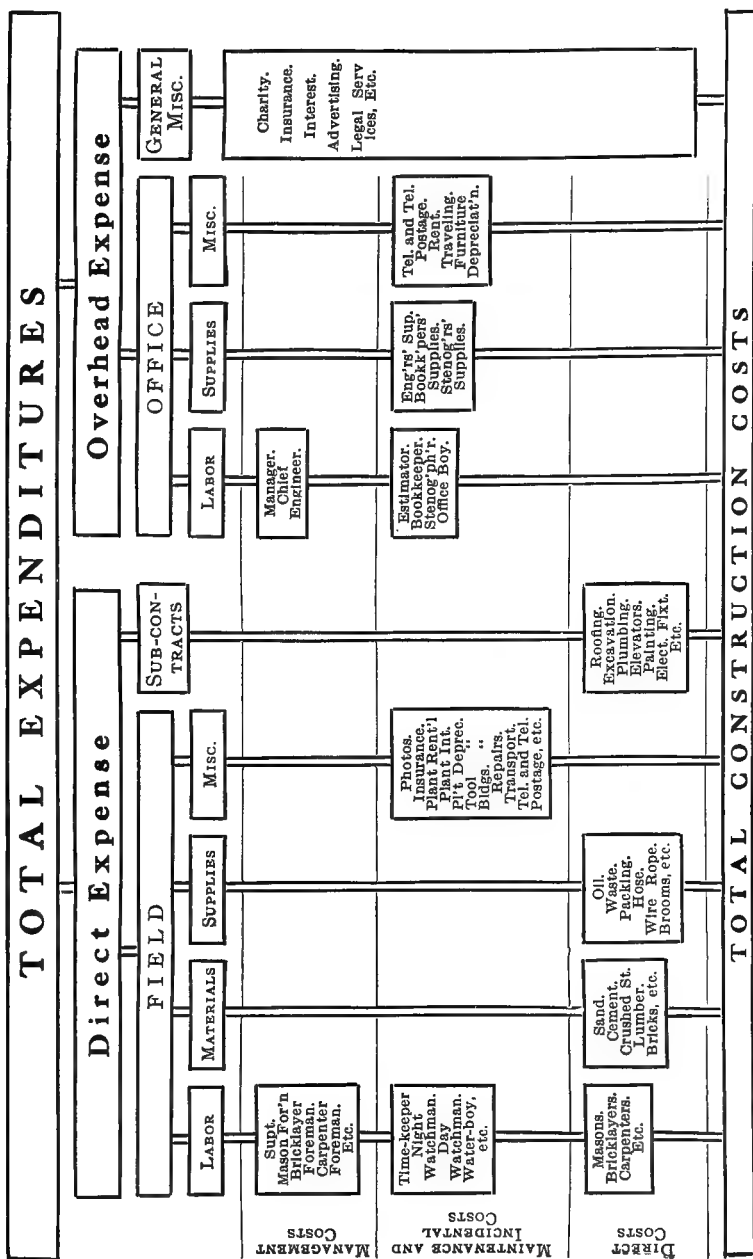 TOTAL EXPENDITURES
Direct Expense
Overhead Expense
FIELD
SUB-CON-
TRACTS
OFFICE
GENERAL
MISC.
LABOR
MATERIALS
SUPPLIES
MISC.
LABOR
SUPPLIES
MISC.
MANAGEMENT
COSTS
Supt.
Mason For'n
Bricklayer
Foreman.
Carpenter
Foreman.
Etc.
Manager.
Chief
Engineer.
Charity.
Insurance.
Interest.
Advertising.
Legal Serv
ices, Etc.
MAINTENANCE AND
INCIDENTAL
COSTS
Time-keeper
Night
Watchman.
Day
Watchman.
Water-boy,
etc.
Photos.
Insurance.
Plant Rent'l
Plant Int.
Pl't Deprec.
Tool "
Bldgs. "
Repairs.
Transport.
Tel. and Tel.
Postage, etc.
Estimator.
Bookkeeper.
Stenog'ph'r.
Office Boy.
Eng'rs' Sup.
Bookk'pers'
Supplies.
Stenog'rs'
Supplies.
Tel. and Tel.
Postage.
Rent.
Traveling.
Furniture
Depreciat'n.
DIRECT
COSTS
Masons.
Bricklayers.
Carpenters.
Etc.
Sand.
Cement.
Crushed St.
Lumber.
Bricks, etc.
Oil.
Waste.
Packing.
Hose.
Wire Rope.
Brooms, etc.
Roofing.
Excavation.
Plumbing.
Elevators.
Painting.
Elect. Fixt.
Etc.
TOTAL CONSTRUCTION COSTS